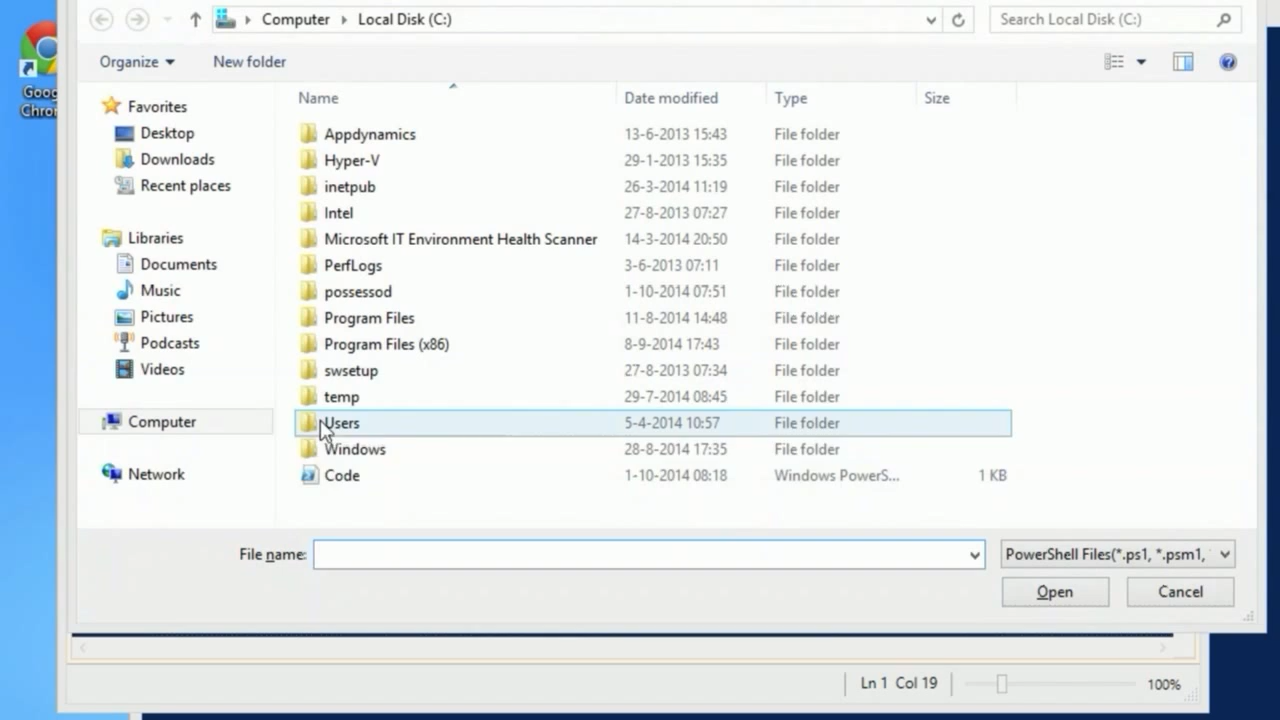 Computer Local Disk (C:) Search Local Disk (C:)
Organize New folder
Name Date modified Type Size
Goog
Chro
Favorites
Desktop
Downloads
Recent places
Libraries
Documents
Music
Pictures
Podcasts
Videos
Computer
Network
Appdynamics 13-6-2013 15:43 File folder
Hyper-V 29-1-2013 15:35 File folder
inetpub 26-3-2014 11:19 File folder
Intel 27-8-2013 07:27 File folder
Microsoft IT Environment Health Scanner 14-3-2014 20:50 File folder
PerfLogs 3-6-2013 07:11 File folder
possessod 1-10-2014 07:51 File folder
Program Files 11-8-2014 14:48 File folder
Program Files (x86) 8-9-2014 17:43 File folder
swsetup 27-8-2013 07:34 File folder
temp 29-7-2014 08:45 File folder
Users 5-4-2014 10:57 File folder
Windows 28-8-2014 17:35 File folder
Code 1-10-2014 08:18 Windows PowerS... 1 KB
File name: PowerShell Files(*.ps1, *.psm1,
Open Cancel
Ln 1 Col 19 100%